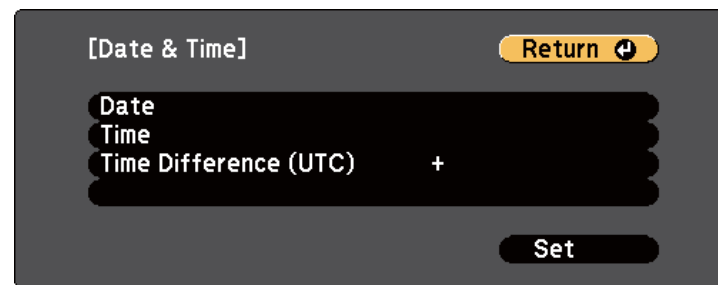 [Date & Time]
Return
Date
Time
Time Difference (UTC) +
Set